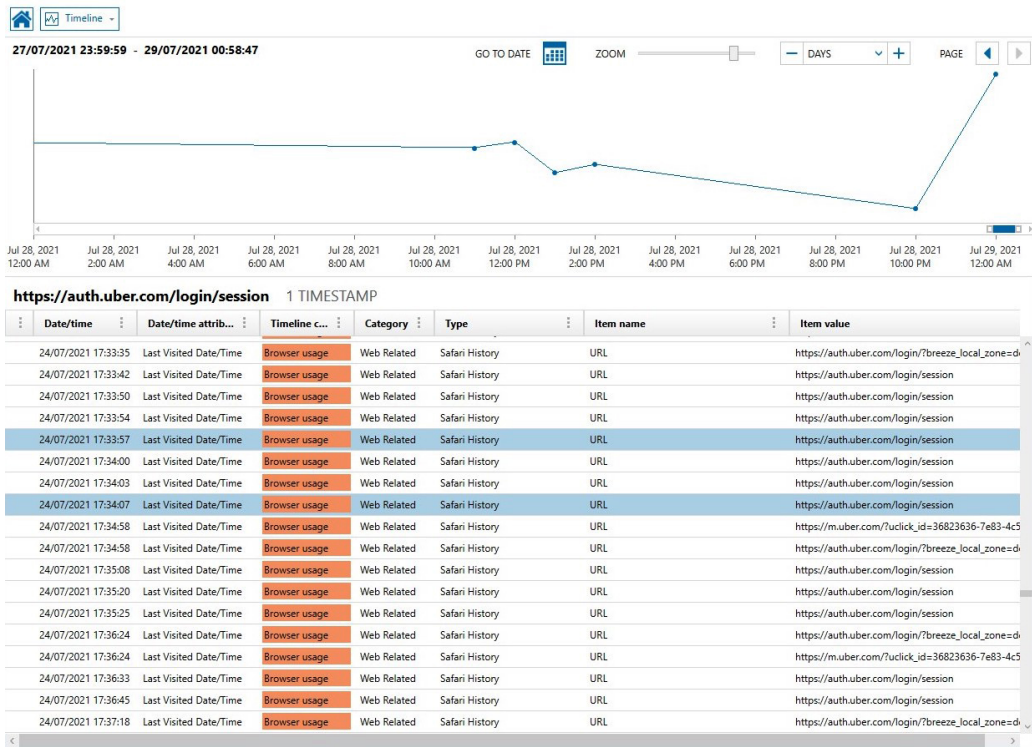 Timeline
27/07/2021 23:59:59 - 29/07/2021 00:58:47 GO TO DATE ZOOM DAYS PAGE
Jul 28, 2021 Jul 28, 2021 Jul 28, 2021 Jul 28, 2021 Jul 28, 2021 Jul 28, 2021 Jul 28, 2021 Jul 28, 2021 Jul 28, 2021 Jul 28, 2021 Jul 28, 2021 Jul 28, 2021 Jul 29, 2021
12:00 AM 2:00 AM 4:00 AM 6:00 AM 8:00 AM 10:00 AM 12:00 PM 2:00 PM 4:00 PM 6:00 PM 8:00 PM 10:00 PM 12:00 AM
https://auth.uber.com/login/session 1 TIMESTAMP
Date/time Date/time attrib... Timeline c... Category Type Item name Item value
24/07/2021 17:33:35 Last Visited Date/Time Browser usage Web Related Safari History URL https://auth.uber.com/login/?breeze_local_zone=d
24/07/2021 17:33:42 Last Visited Date/Time Browser usage Web Related Safari History URL https://auth.uber.com/login/session
24/07/2021 17:33:50 Last Visited Date/Time Browser usage Web Related Safari History URL https://auth.uber.com/login/session
24/07/2021 17:33:54 Last Visited Date/Time Browser usage Web Related Safari History URL https://auth.uber.com/login/session
24/07/2021 17:33:57 Last Visited Date/Time Browser usage Web Related Safari History URL https://auth.uber.com/login/session
24/07/2021 17:34:00 Last Visited Date/Time Browser usage Web Related Safari History URL https://auth.uber.com/login/session
24/07/2021 17:34:03 Last Visited Date/Time Browser usage Web Related Safari History URL https://auth.uber.com/login/session
24/07/2021 17:34:07 Last Visited Date/Time Browser usage Web Related Safari History URL https://auth.uber.com/login/session
24/07/2021 17:34:58 Last Visited Date/Time Browser usage Web Related Safari History URL https://m.uber.com/?uclick_id=36823636-7e83-4c5
24/07/2021 17:34:58 Last Visited Date/Time Browser usage Web Related Safari History URL https://auth.uber.com/login/?breeze_local_zone=d
24/07/2021 17:35:08 Last Visited Date/Time Browser usage Web Related Safari History URL https://auth.uber.com/login/session
24/07/2021 17:35:20 Last Visited Date/Time Browser usage Web Related Safari History URL https://auth.uber.com/login/session
24/07/2021 17:35:25 Last Visited Date/Time Browser usage Web Related Safari History URL https://auth.uber.com/login/session
24/07/2021 17:36:24 Last Visited Date/Time Browser usage Web Related Safari History URL https://auth.uber.com/login/?breeze_local_zone=d
24/07/2021 17:36:24 Last Visited Date/Time Browser usage Web Related Safari History URL https://m.uber.com/?uclick_id=36823636-7e83-4c5
24/07/2021 17:36:33 Last Visited Date/Time Browser usage Web Related Safari History URL https://auth.uber.com/login/session
24/07/2021 17:36:45 Last Visited Date/Time Browser usage Web Related Safari History URL https://auth.uber.com/login/session
24/07/2021 17:37:18 Last Visited Date/Time Browser usage Web Related Safari History URL https://auth.uber.com/login/?breeze_local_zone=d